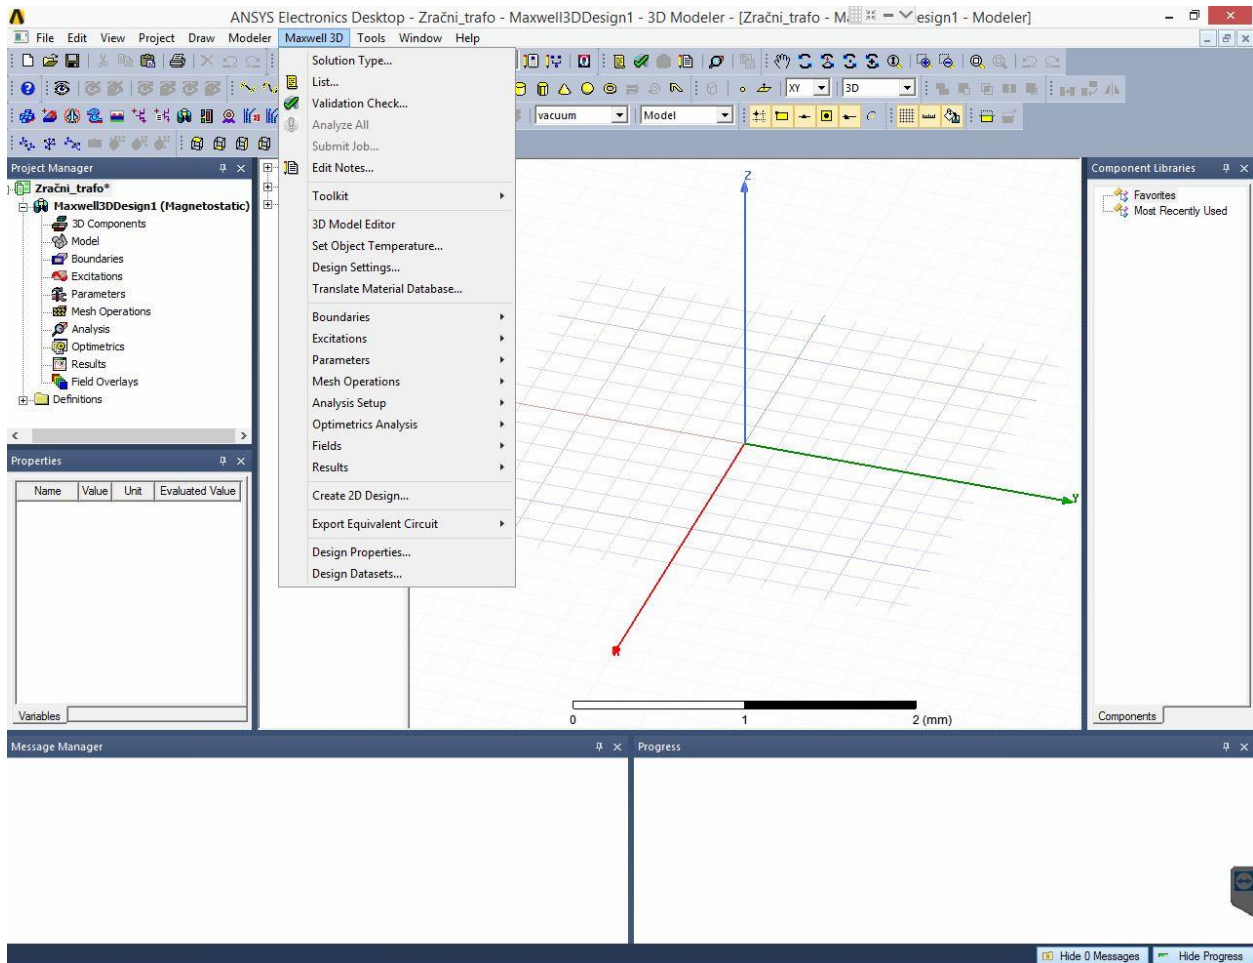 ANSYS Electronics Desktop - Zračni_trafo - Maxwell3DDesign1 - 3D Modeler - [Zračni_trafo - M esign1 - Modeler]
File Edit View Project Draw Modeler Maxwell 3D Tools Window Help
Solution Type...
List...
Validation Check...
Analyze All
Submit Job...
Edit Notes...
Toolkit
3D Model Editor
Set Object Temperature...
Design Settings...
Translate Material Database...
Boundaries
Excitations
Parameters
Mesh Operations
Analysis Setup
Optimetrics Analysis
Fields
Results
Create 2D Design...
Export Equivalent Circuit
Design Properties...
Design Datasets...
XY 3D
vacuum Model
Project Manager
Zračni_trafo*
Maxwell3DDesign1 (Magnetostatic)
3D Components
Model
Boundaries
Excitations
Parameters
Mesh Operations
Analysis
Optimetrics
Results
Field Overlays
Definitions
Properties
Name Value Unit Evaluated Value
Variables
Z
Y
0 1 2 (mm)
Component Libraries
Favorites
Most Recently Used
Components
Message Manager
Progress
Hide 0 Messages Hide Progress